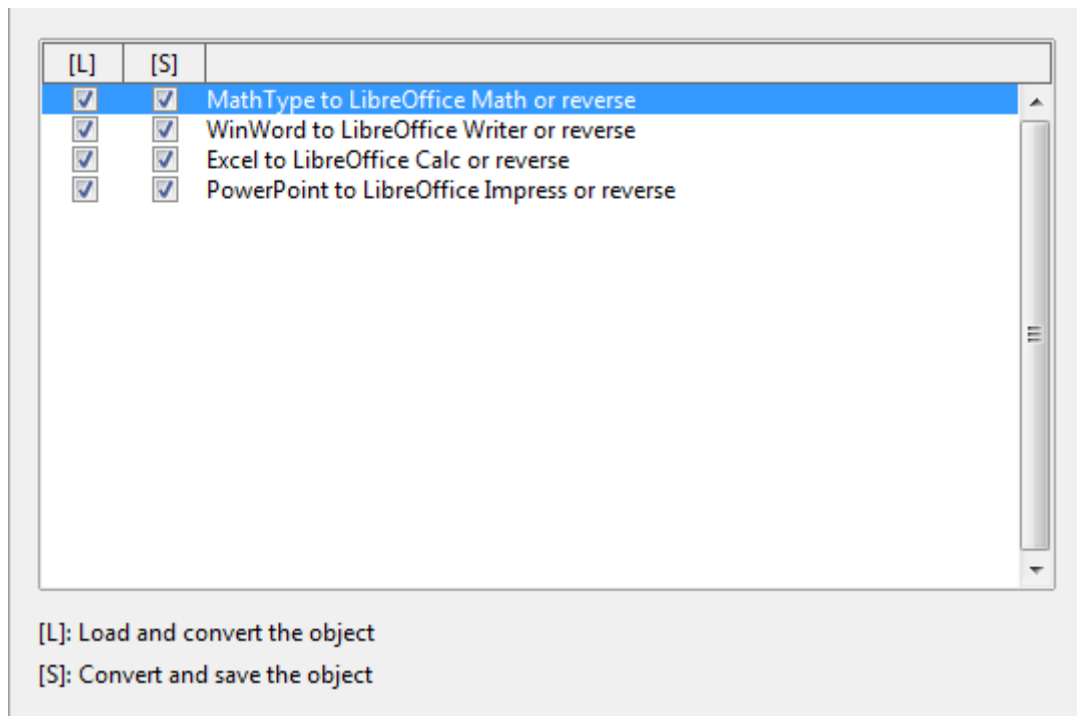 [L] [S]
MathType to LibreOffice Math or reverse
WinWord to LibreOffice Writer or reverse
Excel to LibreOffice Calc or reverse
PowerPoint to LibreOffice Impress or reverse
[L]: Load and convert the object
[S]: Convert and save the object